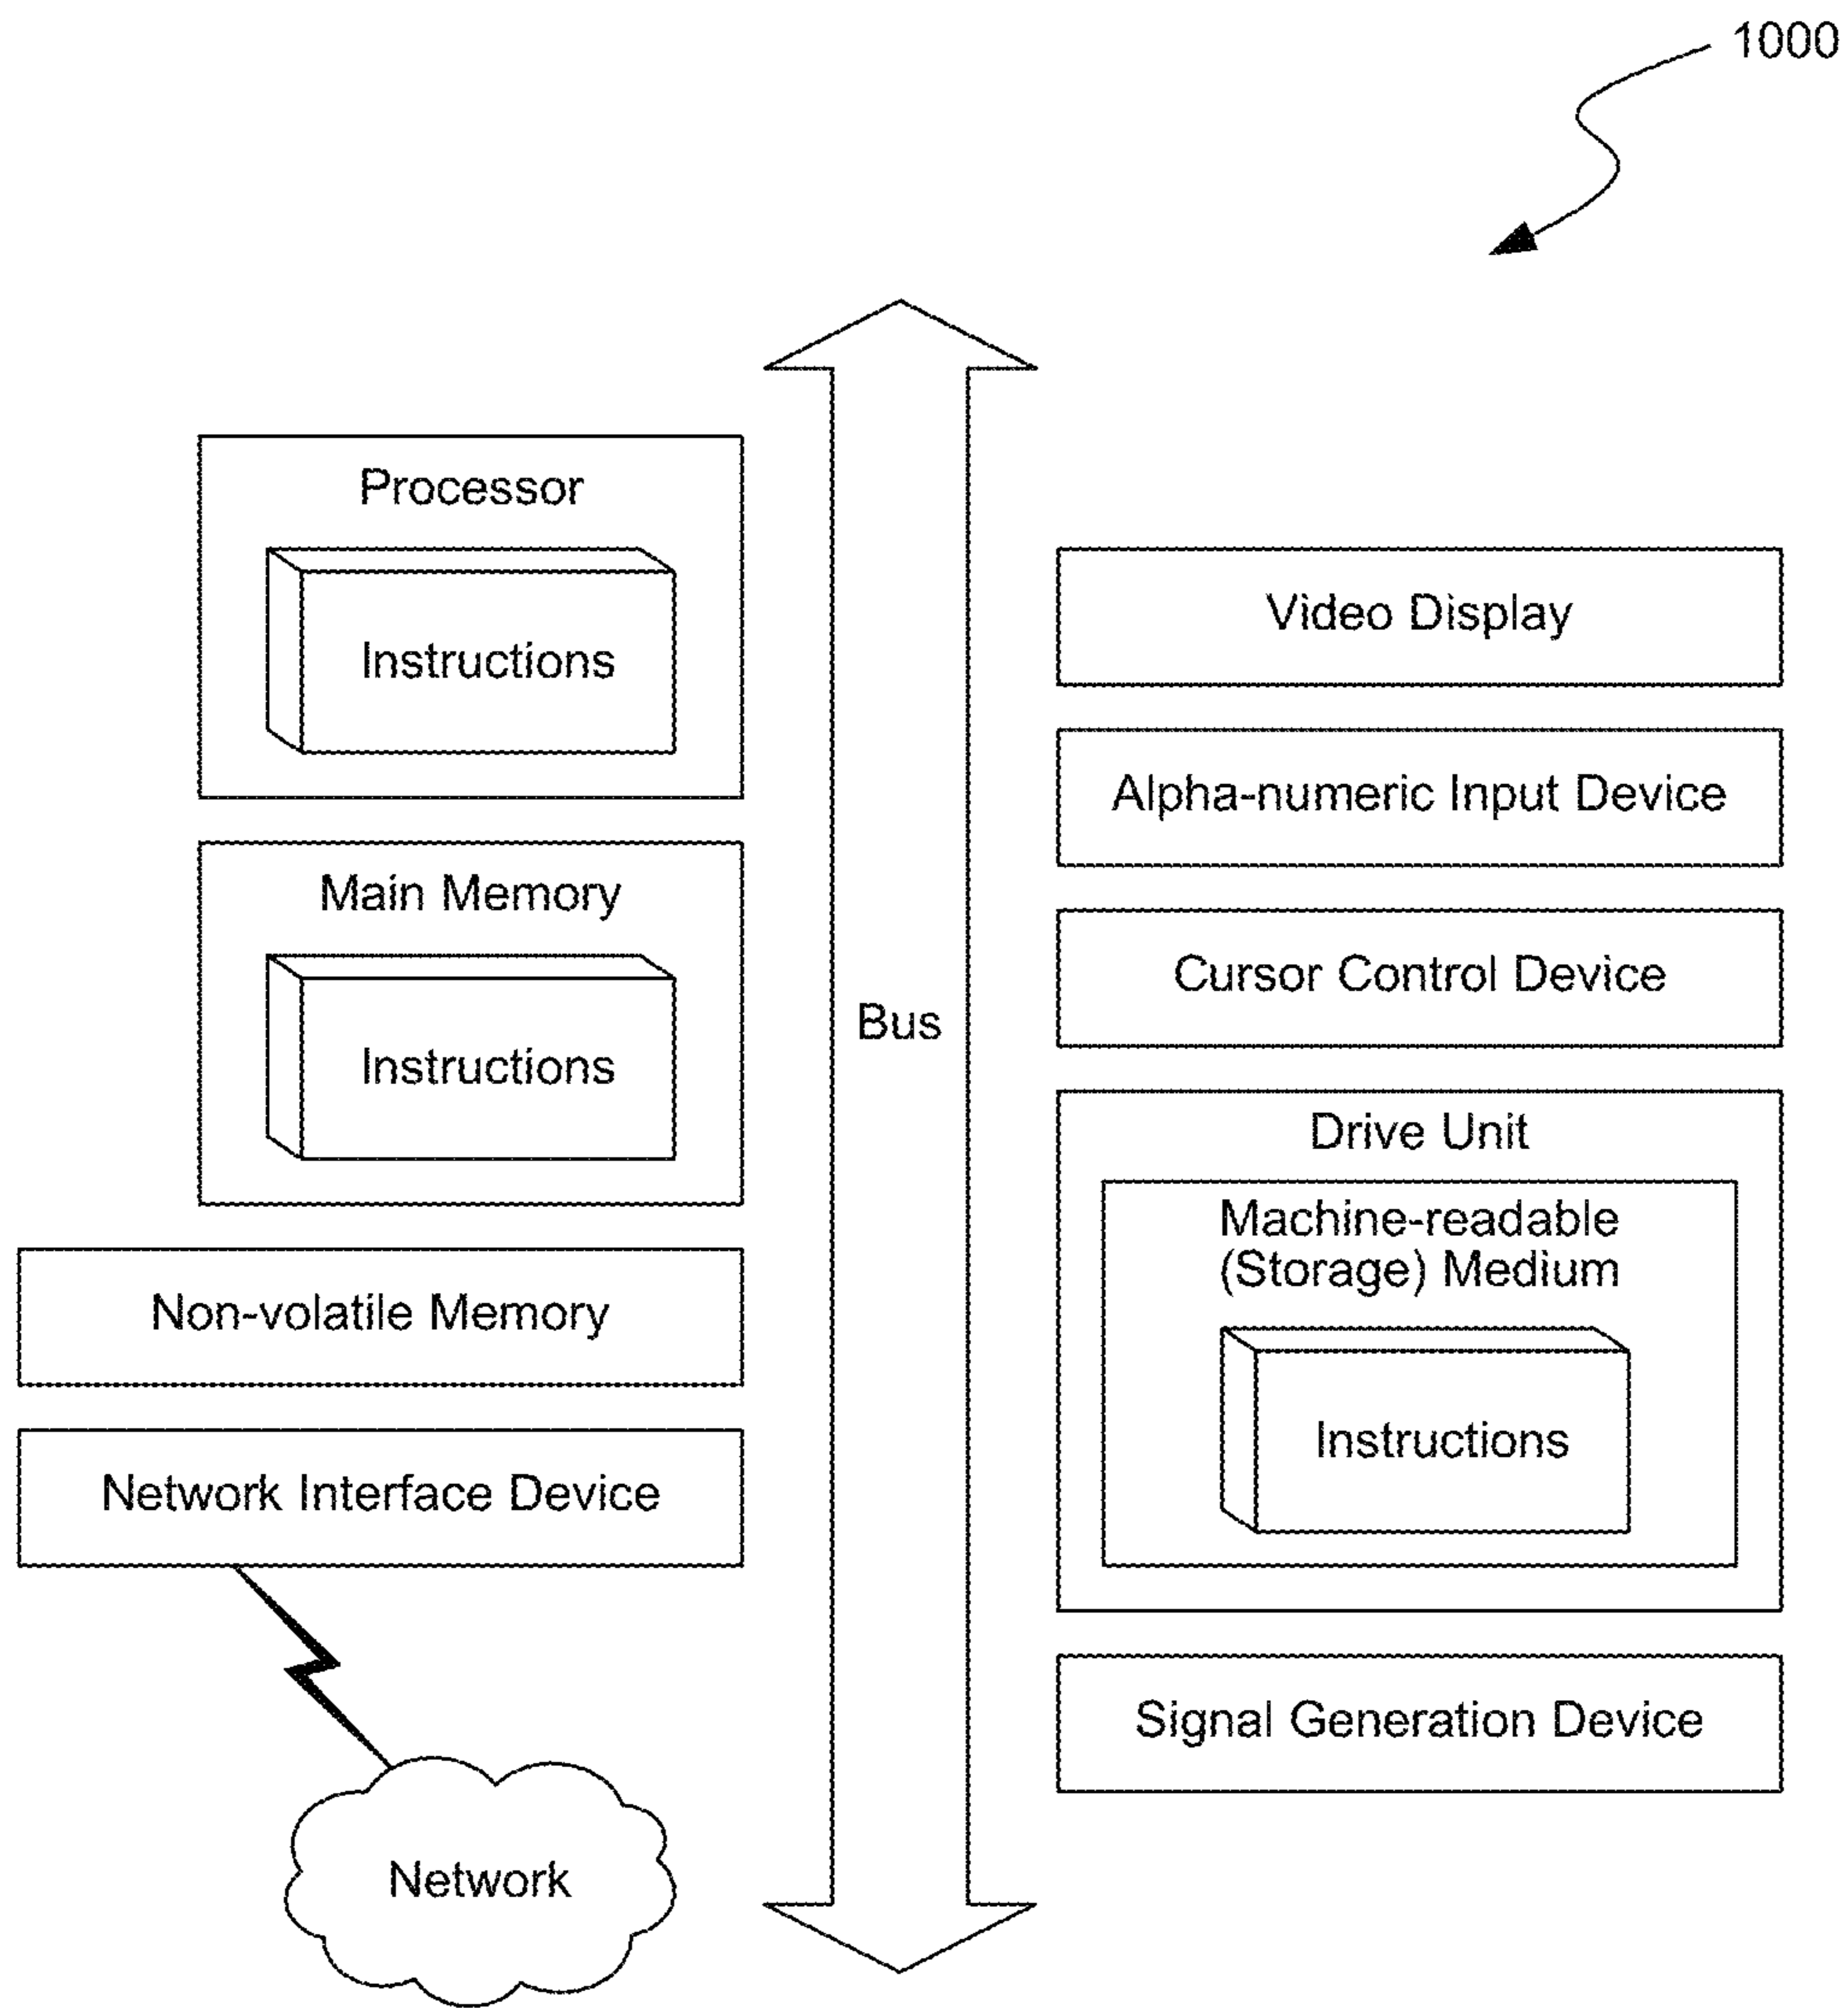 1000
Processor
Instructions
Main Memory
Instructions
Non-volatile Memory
Network Interface Device
Network
Bus
Video Display
Alpha-numeric Input Device
Cursor Control Device
Drive Unit
Machine-readable
(Storage) Medium
Instructions
Signal Generation Device